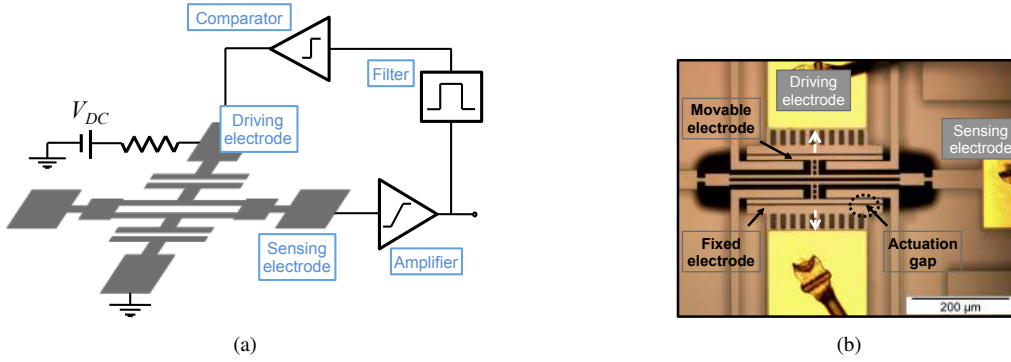 (a)
Comparator
Filter
V_DC
Driving
electrode
Sensing
electrode
Amplifier
Driving
electrode
Movable
electrode
Sensing
electrode
Fixed
electrode
Actuation
gap
200 µm
(a)
(b)